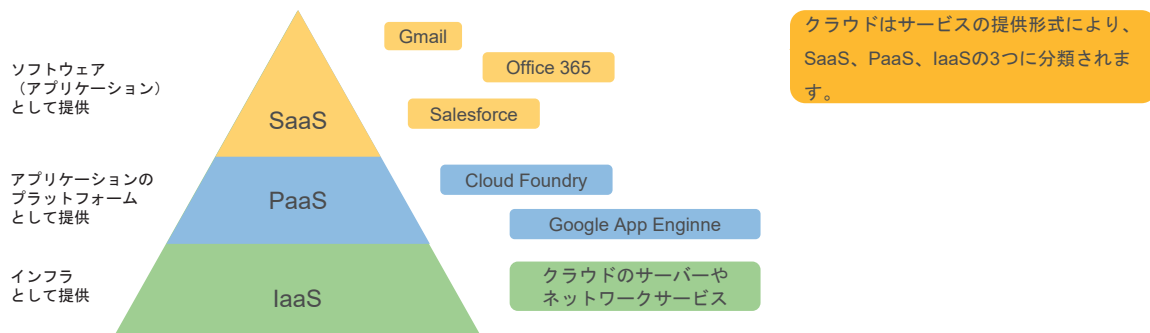 ソフトウェア
（アプリケーション）
として提供
SaaS
Gmail
Office 365
Salesforce
クラウドはサービスの提供形式により、
SaaS、PaaS、IaaSの3つに分類されま
す。
アプリケーションの
プラットフォーム
として提供
PaaS
Cloud Foundry
Google App Enginne
インフラ
として提供
IaaS
クラウドのサーバーや
ネットワークサービス